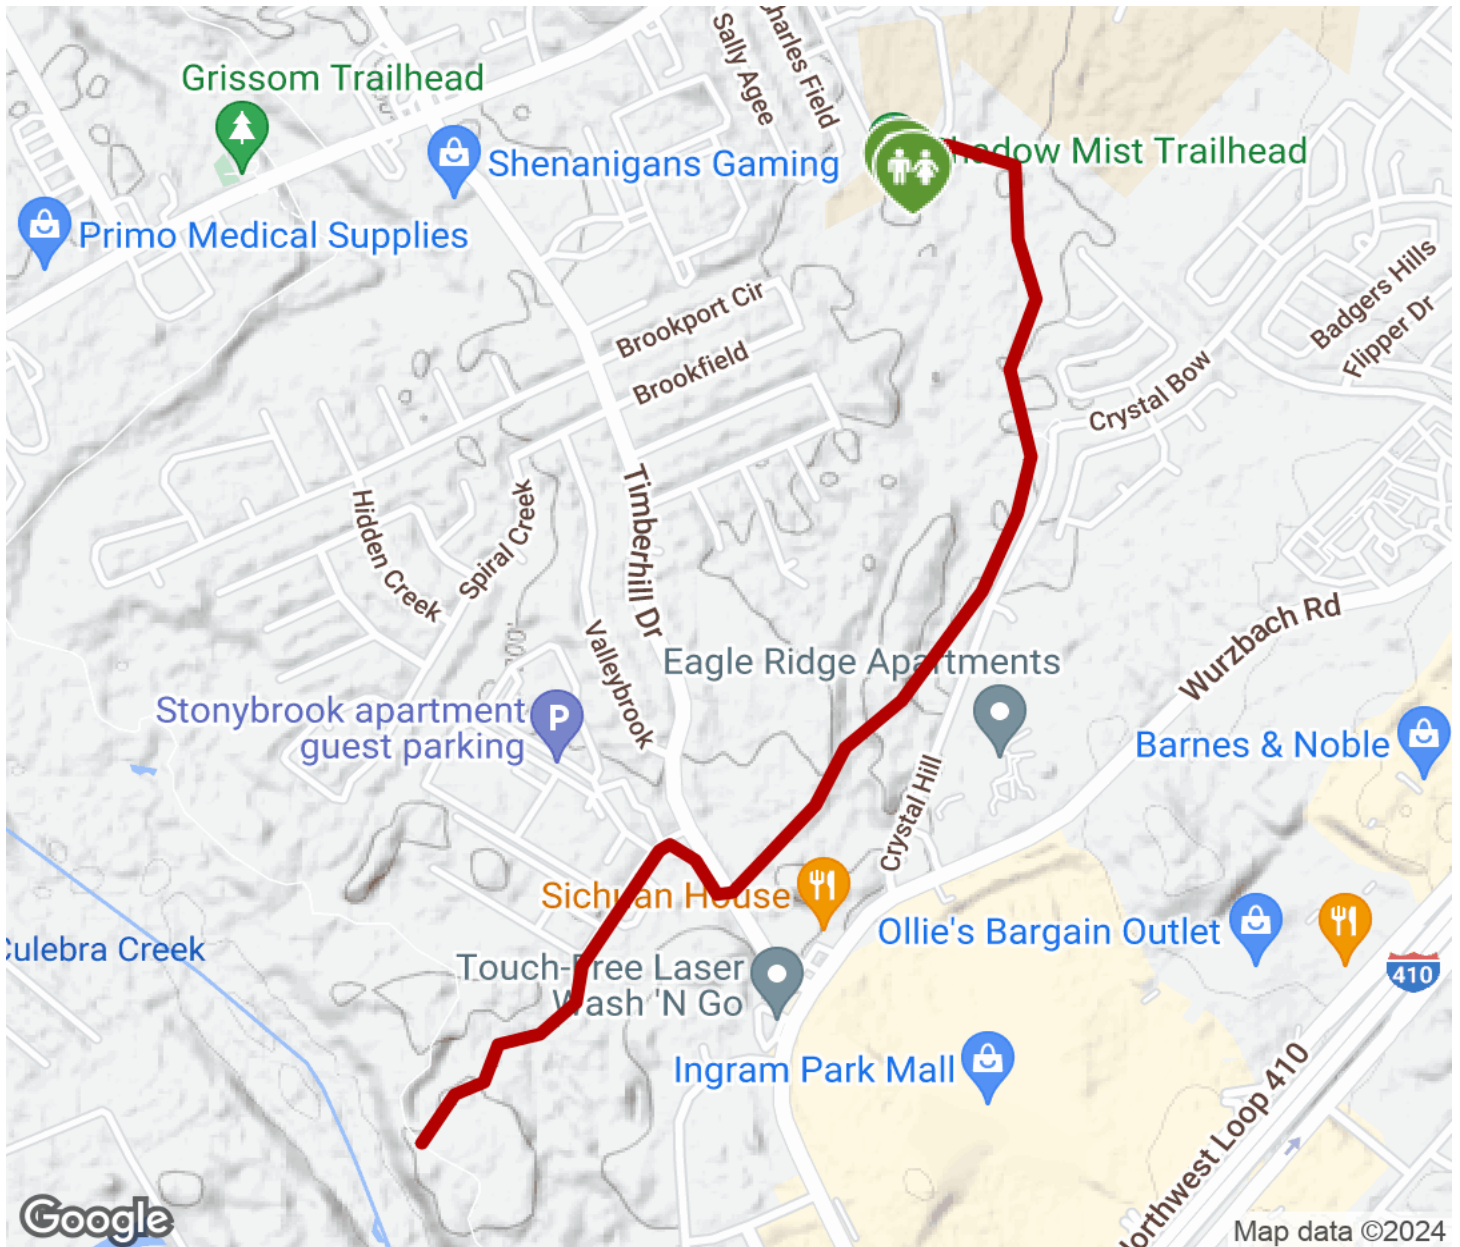 Sally Agee
Charles Field
Grissom Trailhead
Shenanigans Gaming
Shadow Mist Trailhead
Primo Medical Supplies
Brookport Cir
Brookfield
Badgers Hills
Flipper Dr
Crystal Bow
Timberhill Dr
Hidden Creek
Spiral Creek
Valleybrook
Wurzbach Rd
Eagle Ridge Apartments
Stonybrook apartment
guest parking
P
Barnes & Noble
Crystal Hill
Sichuan House
Culebra Creek
Ollie's Bargain Outlet
410
Touch-Free Laser
Wash 'N Go
Ingram Park Mall
Northwest Loop 410
Google
Map data ©2024